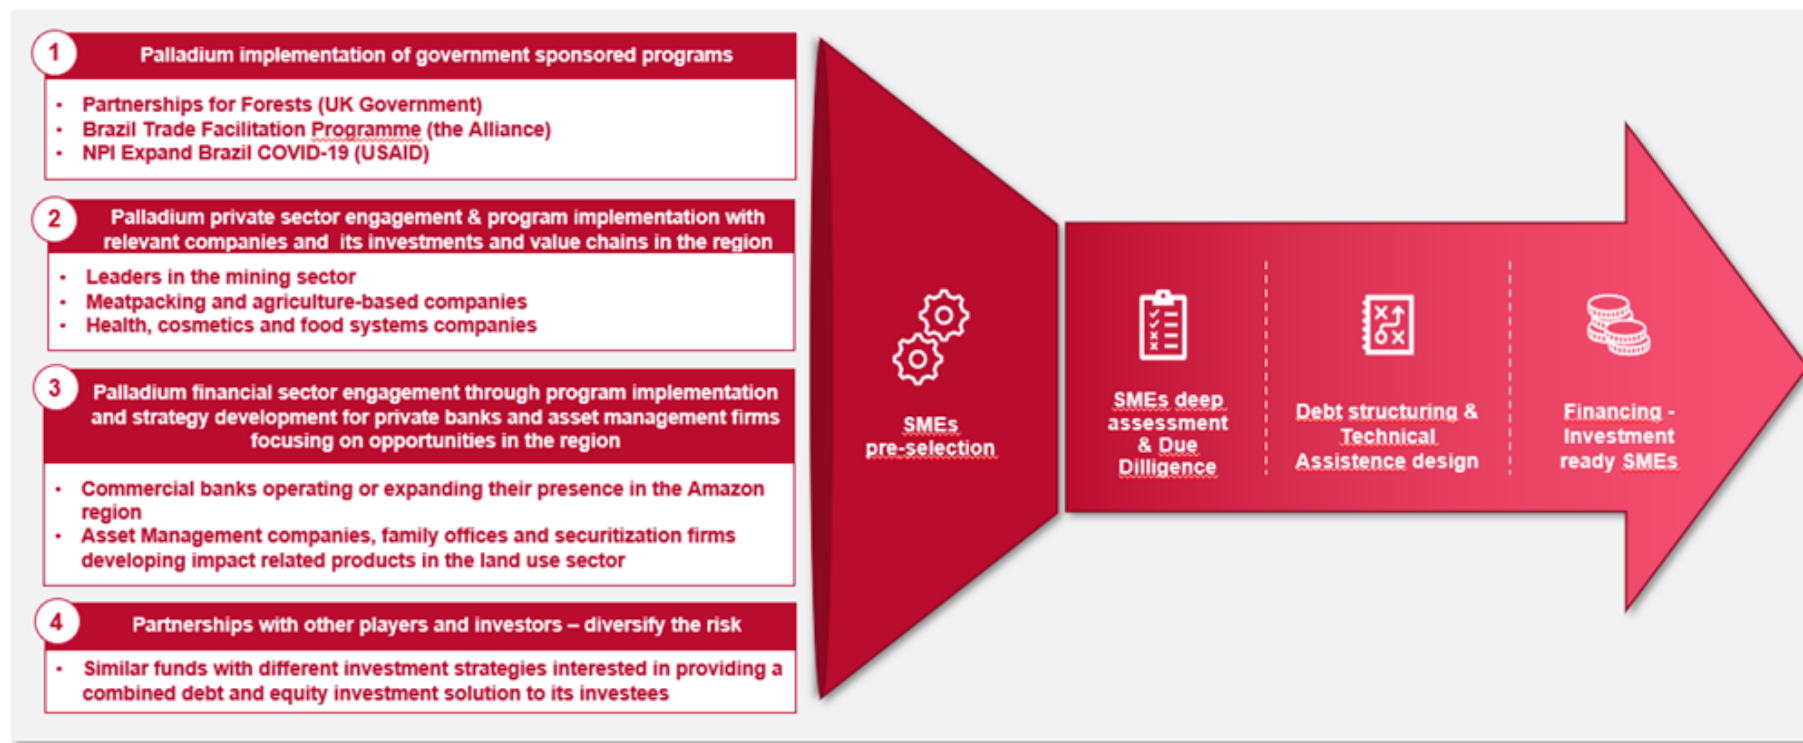 1
Palladium implementation of government sponsored programs
• Partnerships for Forests (UK Government)
• Brazil Trade Facilitation Programme (the Alliance)
• NPI Expand Brazil COVID-19 (USAID)
2
Palladium private sector engagement & program implementation with
relevant companies and its investments and value chains in the region
• Leaders in the mining sector
• Meatpacking and agriculture-based companies
• Health, cosmetics and food systems companies
3
Palladium financial sector engagement through program implementation
and strategy development for private banks and asset management firms
focusing on opportunities in the region
• Commercial banks operating or expanding their presence in the Amazon
region
• Asset Management companies, family offices and securitization firms
developing impact related products in the land use sector
4
Partnerships with other players and investors – diversify the risk
• Similar funds with different investment strategies interested in providing a
combined debt and equity investment solution to its investees
SMEs
pre-selection
SMEs deep
assessment
& Due
Dilligence
Debt structuring &
Technical
Assistence design
Financing -
Investment
ready SMEs